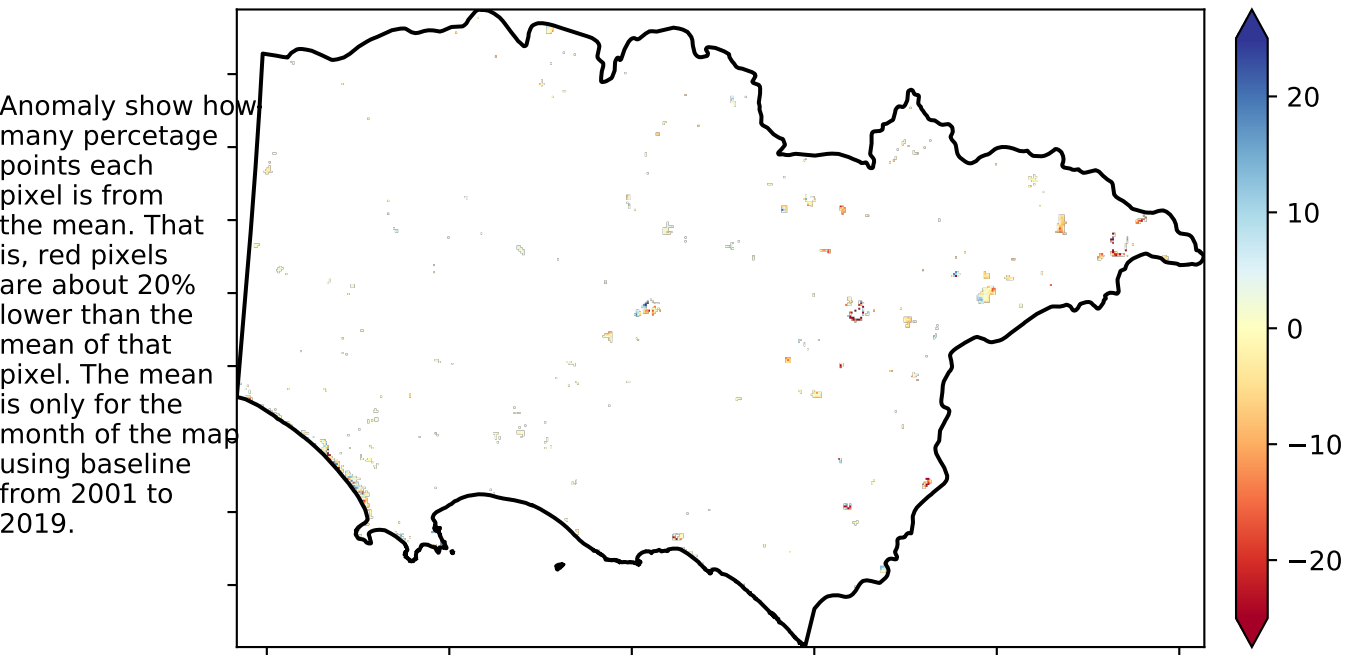 Anomaly show how
many percetage
points each
pixel is from
the mean. That
is, red pixels
are about 20%
lower than the
mean of that
pixel. The mean
is only for the
month of the map
using baseline
from 2001 to
2019.
20
10
0
−10
−20